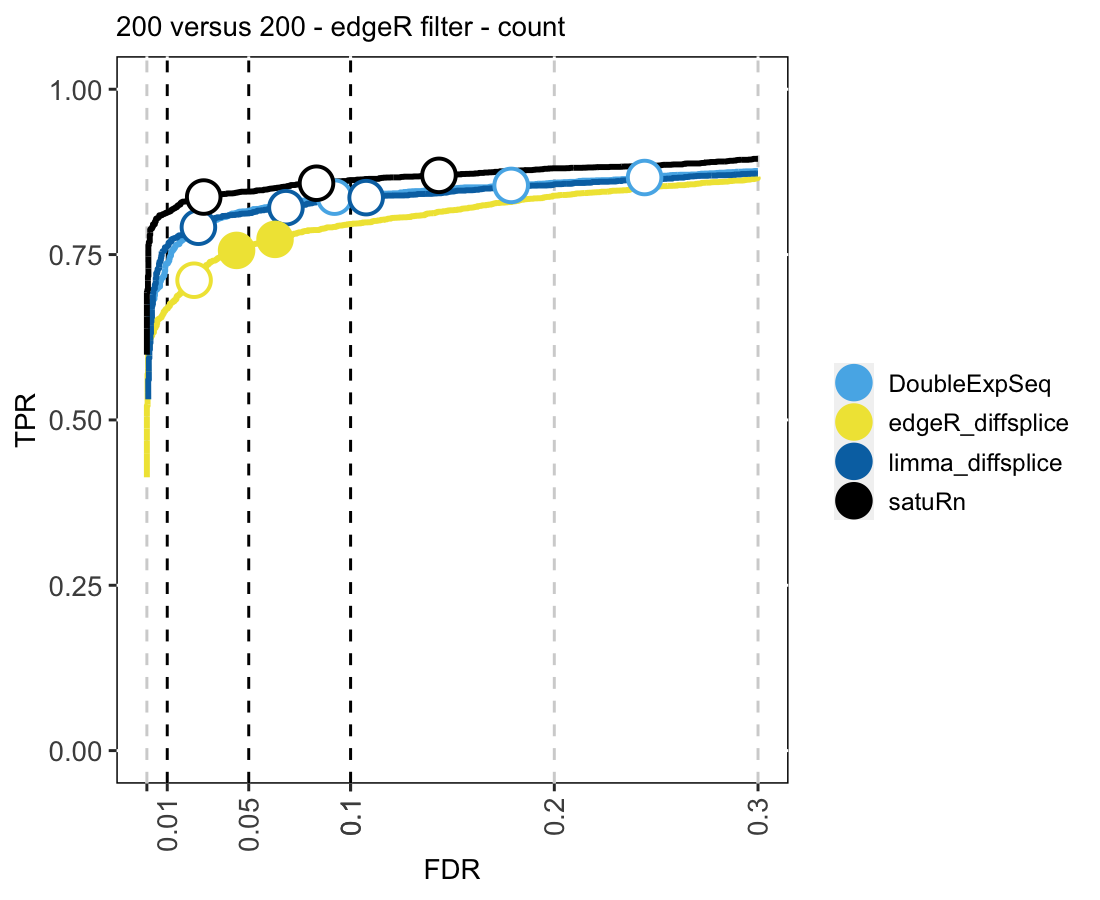 200 versus 200 - edgeR filter - count
1.00
0.75
0.50
0.25
0.00
TPR
0.01
0.05
0.1
0.2
0.3
FDR
DoubleExpSeq
edgeR_diffsplice
limma_diffsplice
satuRn